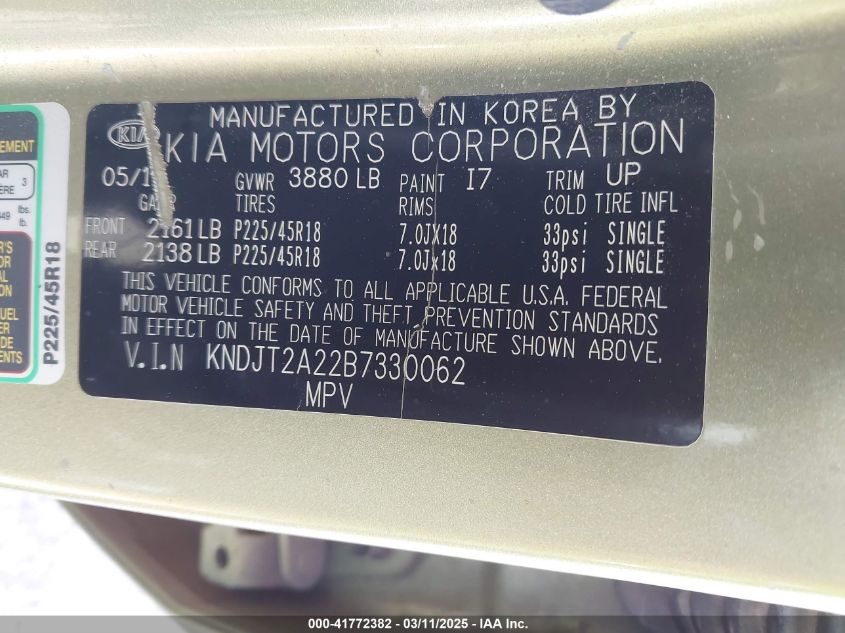 MANUFACTURED IN KOREA BY
KIA KIA MOTORS CORPORATION
05/1 GVWR 3880 LB PAINT I7 TRIM UP
TIRES RIMS COLD TIRE INFL
FRONT 2161 LB P225/45R18 7.0JX18 33psi SINGLE
REAR 2138 LB P225/45R18 7.0Jx18 33psi SINGLE
THIS VEHICLE CONFORMS TO ALL APPLICABLE U.S.A. FEDERAL
MOTOR VEHICLE SAFETY AND THEFT PREVENTION STANDARDS
IN EFFECT ON THE DATE OF MANUFACTURE SHOWN ABOVE.
V.I.N KNDJT2A22B7330062
MPV
P225/45R18
000-41772382 - 03/11/2025 - IAA Inc.